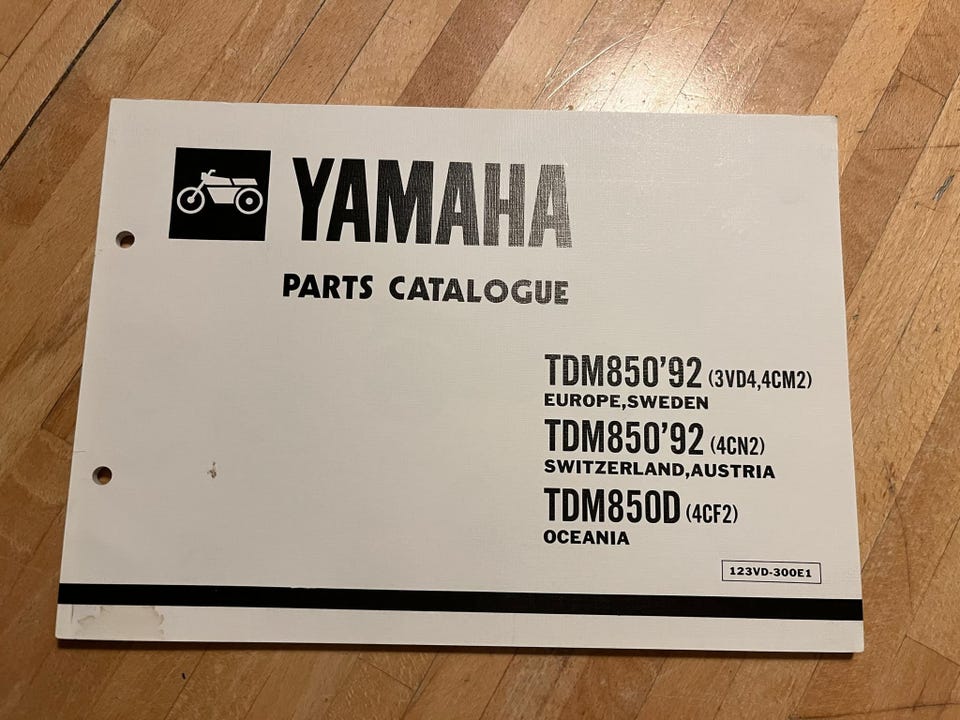 YAMAHA
PARTS CATALOGUE
TDM850'92 (3VD4,4CM2)
EUROPE,SWEDEN
TDM850'92 (4CN2)
SWITZERLAND,AUSTRIA
TDM850D (4CF2)
OCEANIA
123VD-300E1